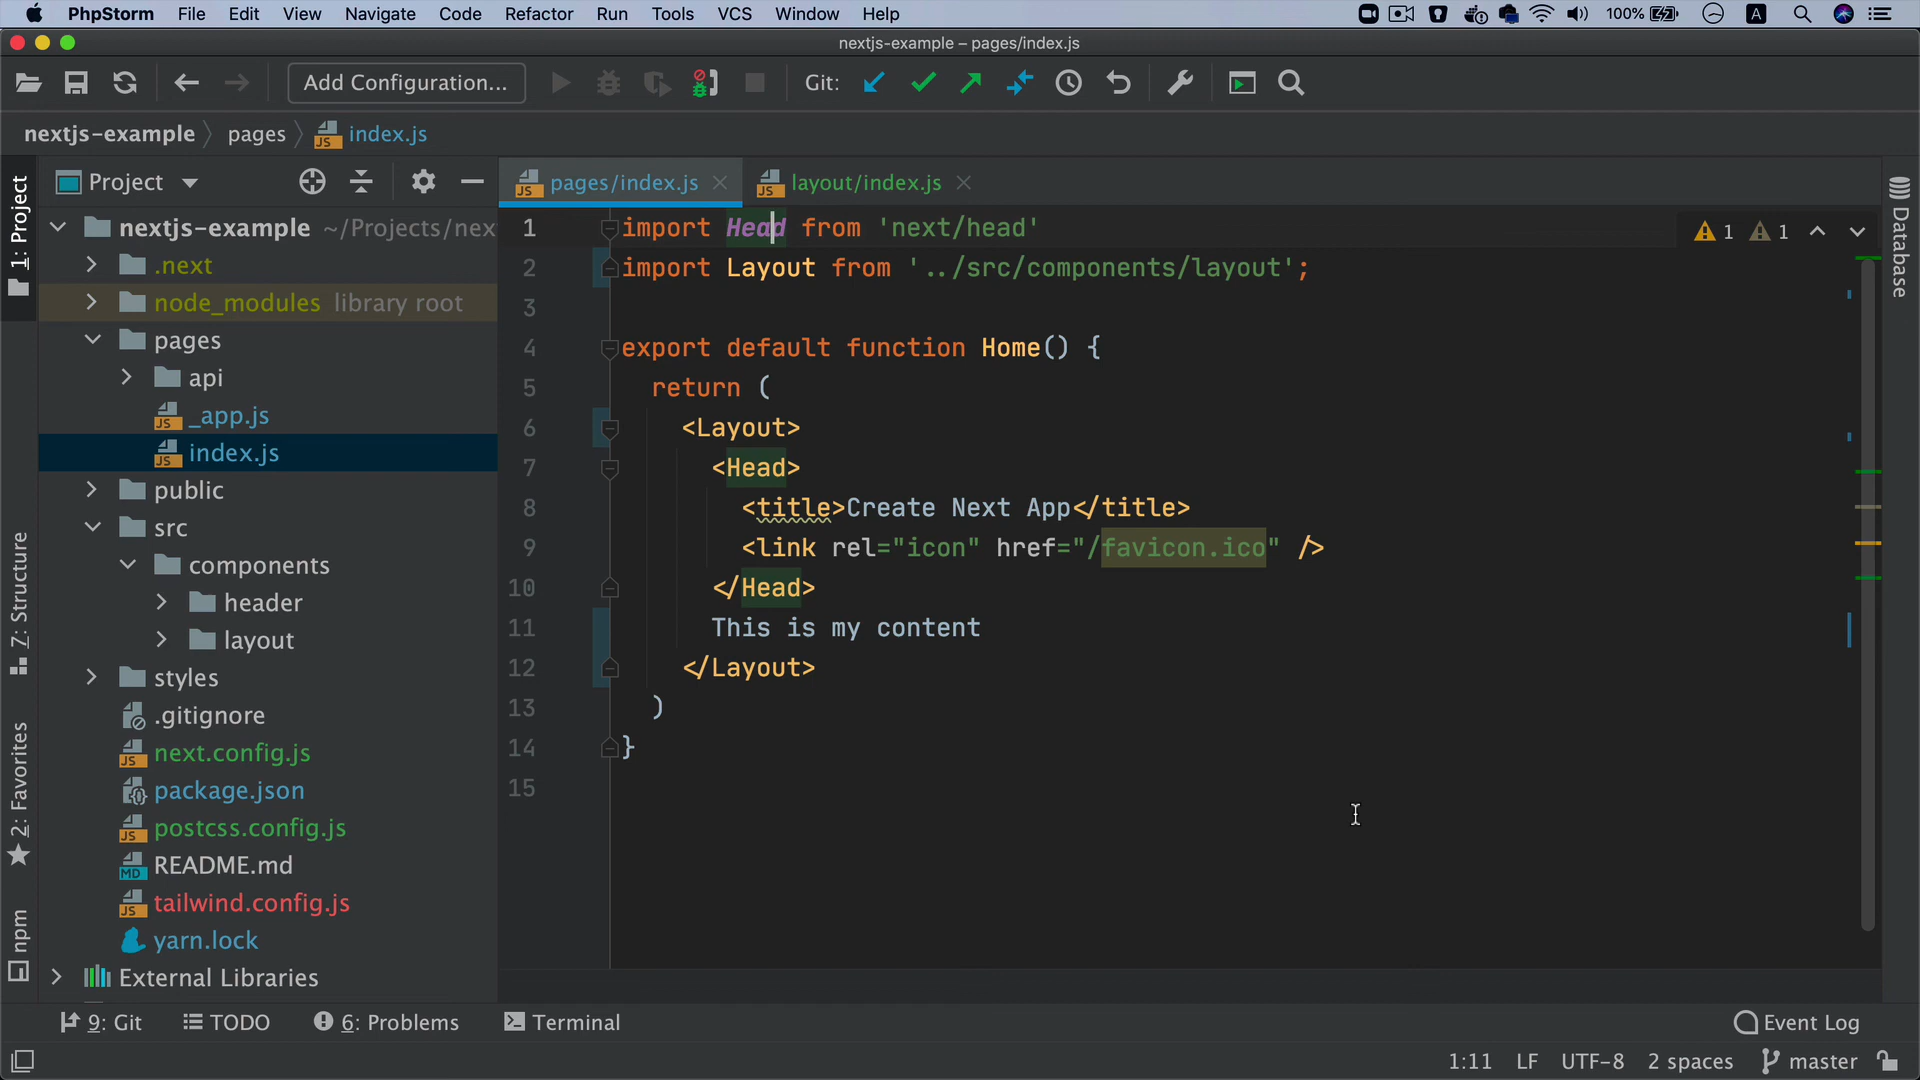 PhpStorm File Edit View Navigate Code Refactor Run Tools VCS Window Help 100% A
nextjs-example – pages/index.js
Add Configuration... Git:
nextjs-example pages index.js
Project
pages/index.js
layout/index.js
1: Project
Z: Structure
2: Favorites
npm
nextjs-example ~/Projects/nex
.next
node_modules library root
pages
api
_app.js
index.js
public
src
components
header
layout
styles
.gitignore
next.config.js
package.json
postcss.config.js
README.md
tailwind.config.js
yarn.lock
External Libraries
1 import Head from 'next/head'
2 import Layout from '../src/components/layout';
3
4 export default function Home() {
5 return (
6 <Layout>
7 <Head>
8 <title>Create Next App</title>
9 <link rel="icon" href="/favicon.ico" />
10 </Head>
11 This is my content
12 </Layout>
13 )
14 }
15
1 1
Database
9: Git TODO 6: Problems Terminal Event Log
1:11 LF UTF-8 2 spaces master